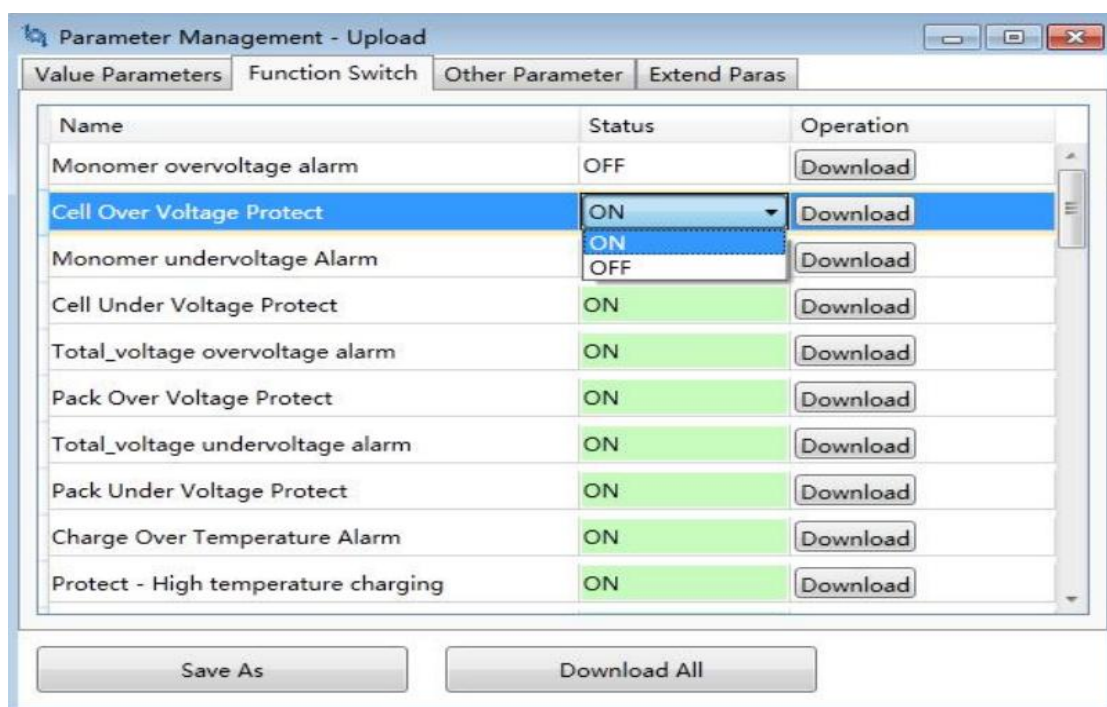 Parameter Management - Upload
Value Parameters Function Switch Other Parameter Extend Paras
Name Status Operation
Monomer overvoltage alarm OFF Download
Cell Over Voltage Protect ON Download
ON
Monomer undervoltage Alarm Download
OFF
Cell Under Voltage Protect ON Download
Total_voltage overvoltage alarm ON Download
Pack Over Voltage Protect ON Download
Total_voltage undervoltage alarm ON Download
Pack Under Voltage Protect ON Download
Charge Over Temperature Alarm ON Download
Protect - High temperature charging ON Download
Save As Download All